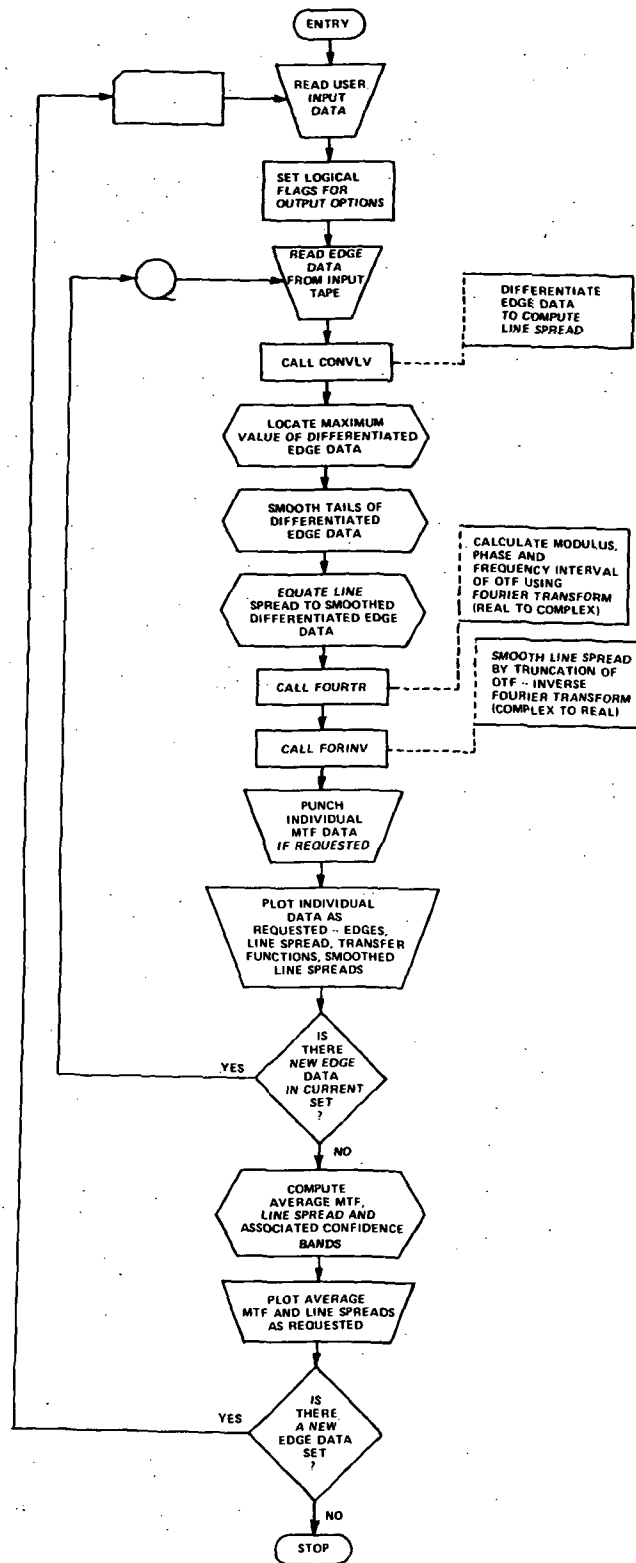 ENTRY
READ USER
INPUT
DATA
SET LOGICAL
FLAGS FOR
OUTPUT OPTIONS
READ EDGE
DATA
FROM INPUT
TAPE
DIFFERENTIATE
EDGE DATA
TO COMPUTE
LINE SPREAD
CALL CONVLV
LOCATE MAXIMUM
VALUE OF DIFFERENTIATED
EDGE DATA
SMOOTH TAILS OF
DIFFERENTIATED
EDGE DATA
CALCULATE MODULUS,
PHASE AND
FREQUENCY INTERVAL
OF OTF USING
FOURIER TRANSFORM
(REAL TO COMPLEX)
EQUATE LINE
SPREAD TO SMOOTHED
DIFFERENTIATED EDGE
DATA
CALL FOURTR
SMOOTH LINE SPREAD
BY TRUNCATION OF
OTF -- INVERSE
FOURIER TRANSFORM
(COMPLEX TO REAL)
CALL FORINV
PUNCH
INDIVIDUAL
MTF DATA
IF REQUESTED
PLOT INDIVIDUAL
DATA AS
REQUESTED -- EDGES,
LINE SPREAD, TRANSFER
FUNCTIONS, SMOOTHED
LINE SPREADS
IS
THERE
NEW EDGE
DATA
IN CURRENT
SET
?
YES
NO
COMPUTE
AVERAGE MTF,
LINE SPREAD AND
ASSOCIATED CONFIDENCE
BANDS
PLOT AVERAGE
MTF AND LINE SPREADS
AS REQUESTED
IS
THERE
A NEW
EDGE DATA
SET
?
YES
NO
STOP